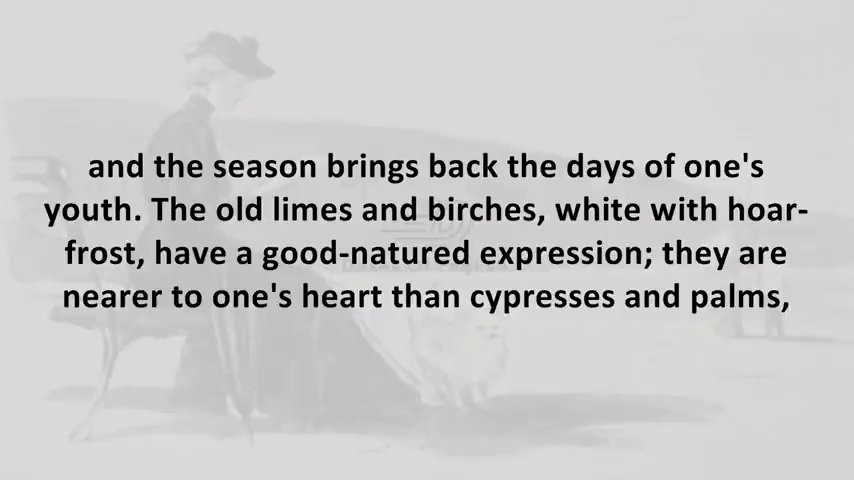 and the season brings back the days of one's
youth. The old limes and birches, white with hoar-
frost, have a good-natured expression; they are
nearer to one's heart than cypresses and palms,